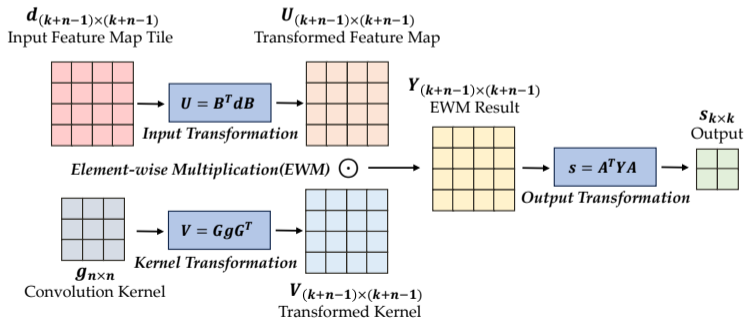 d(k+n−1)×(k+n−1)
Input Feature Map Tile
U(k+n−1)×(k+n−1)
Transformed Feature Map
U = BᵀdB
Input Transformation
Y(k+n−1)×(k+n−1)
EWM Result
sk×k
Output
Element-wise Multiplication(EWM) ⊙
s = AᵀYA
Output Transformation
V = GgGᵀ
Kernel Transformation
gn×n
Convolution Kernel
V(k+n−1)×(k+n−1)
Transformed Kernel